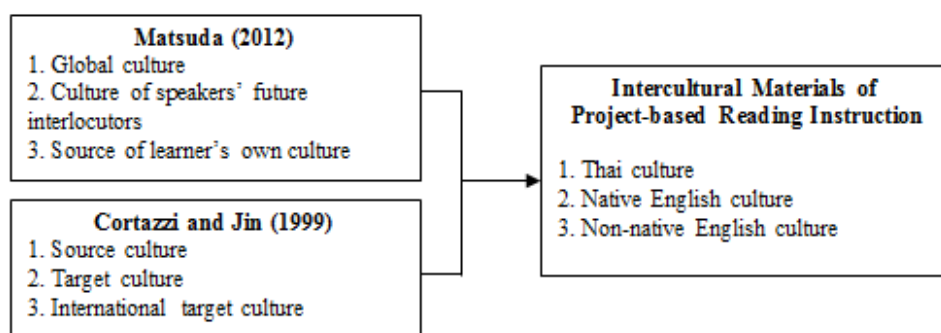 Matsuda (2012)
1. Global culture
2. Culture of speakers' future
interlocutors
3. Source of learner's own culture
Cortazzi and Jin (1999)
1. Source culture
2. Target culture
3. International target culture
Intercultural Materials of
Project-based Reading Instruction
1. Thai culture
2. Native English culture
3. Non-native English culture